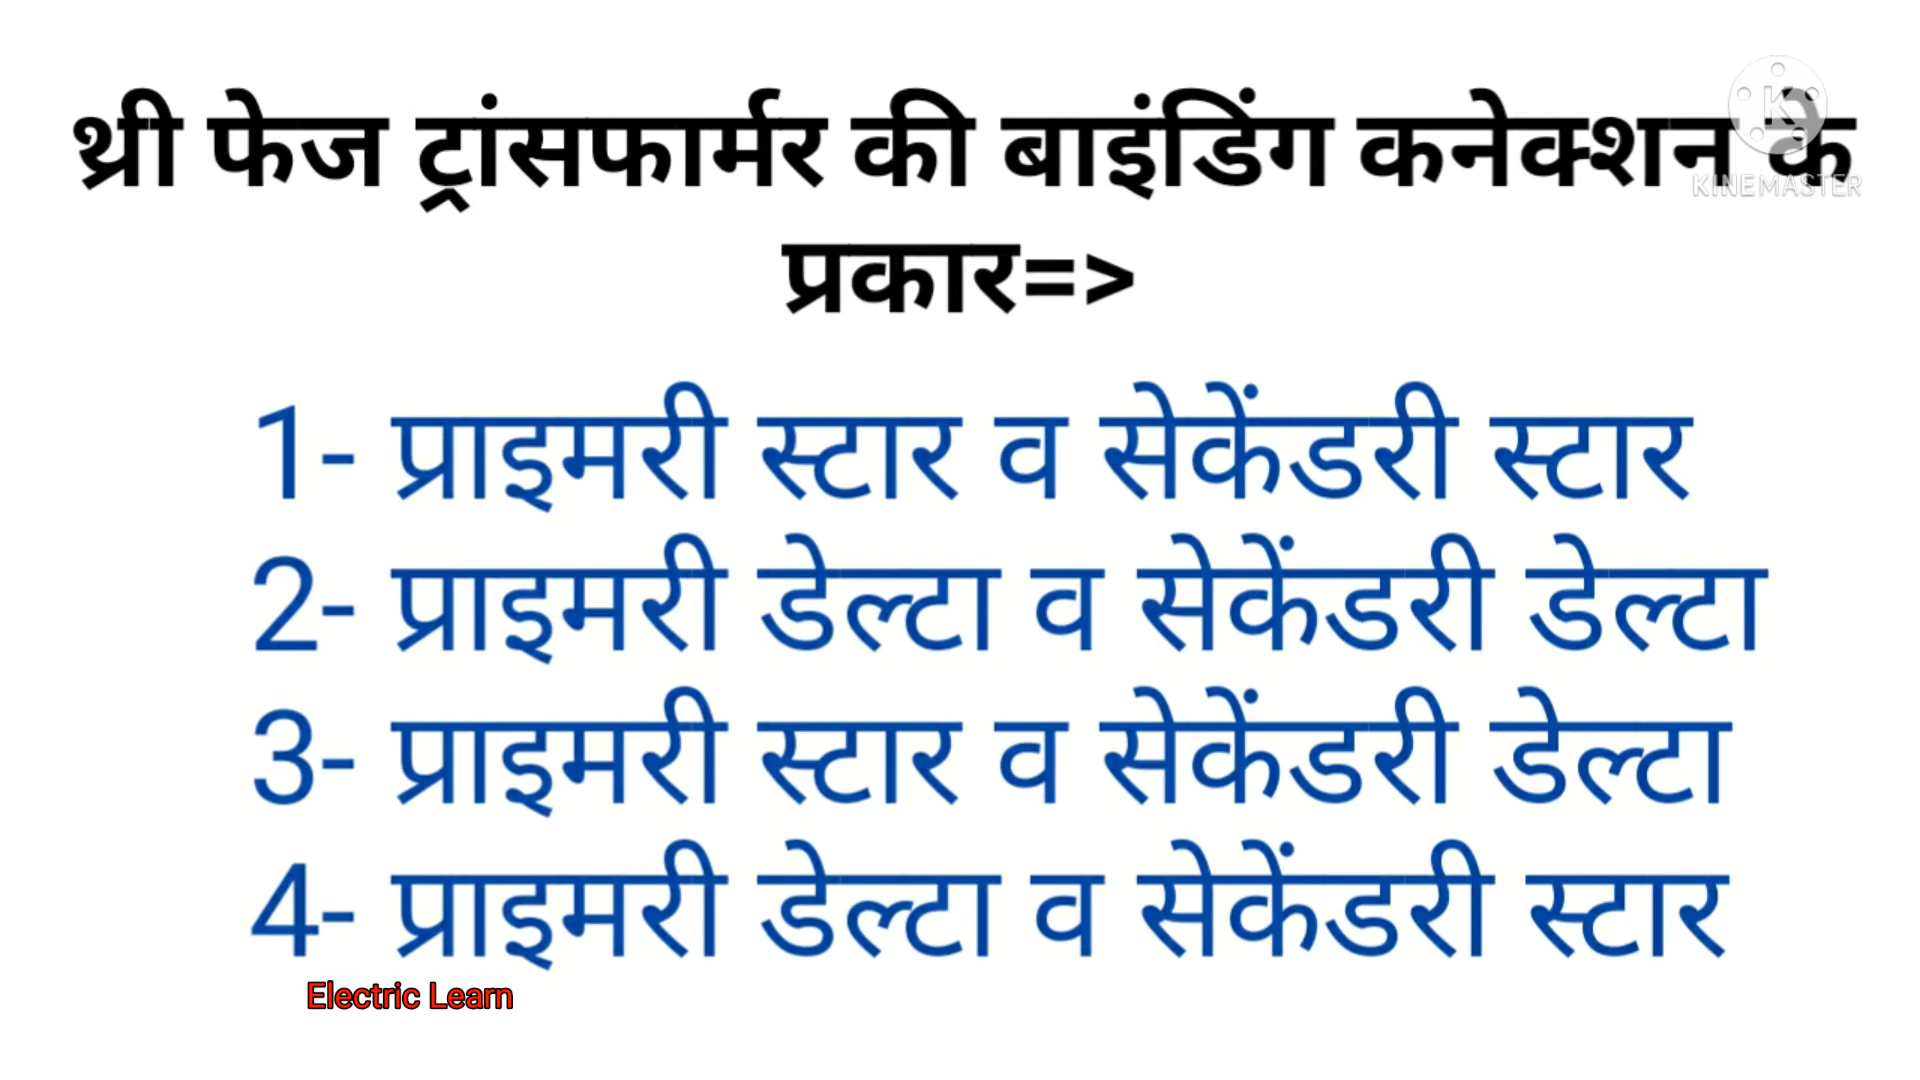 थ्री फेज ट्रांसफार्मर की बाइंडिंग कनेक्शन के
KINEMASTER
प्रकार=>
1- प्राइमरी स्टार व सेकेंडरी स्टार
2- प्राइमरी डेल्टा व सेकेंडरी डेल्टा
3- प्राइमरी स्टार व सेकेंडरी डेल्टा
4- प्राइमरी डेल्टा व सेकेंडरी स्टार
Electric Learn